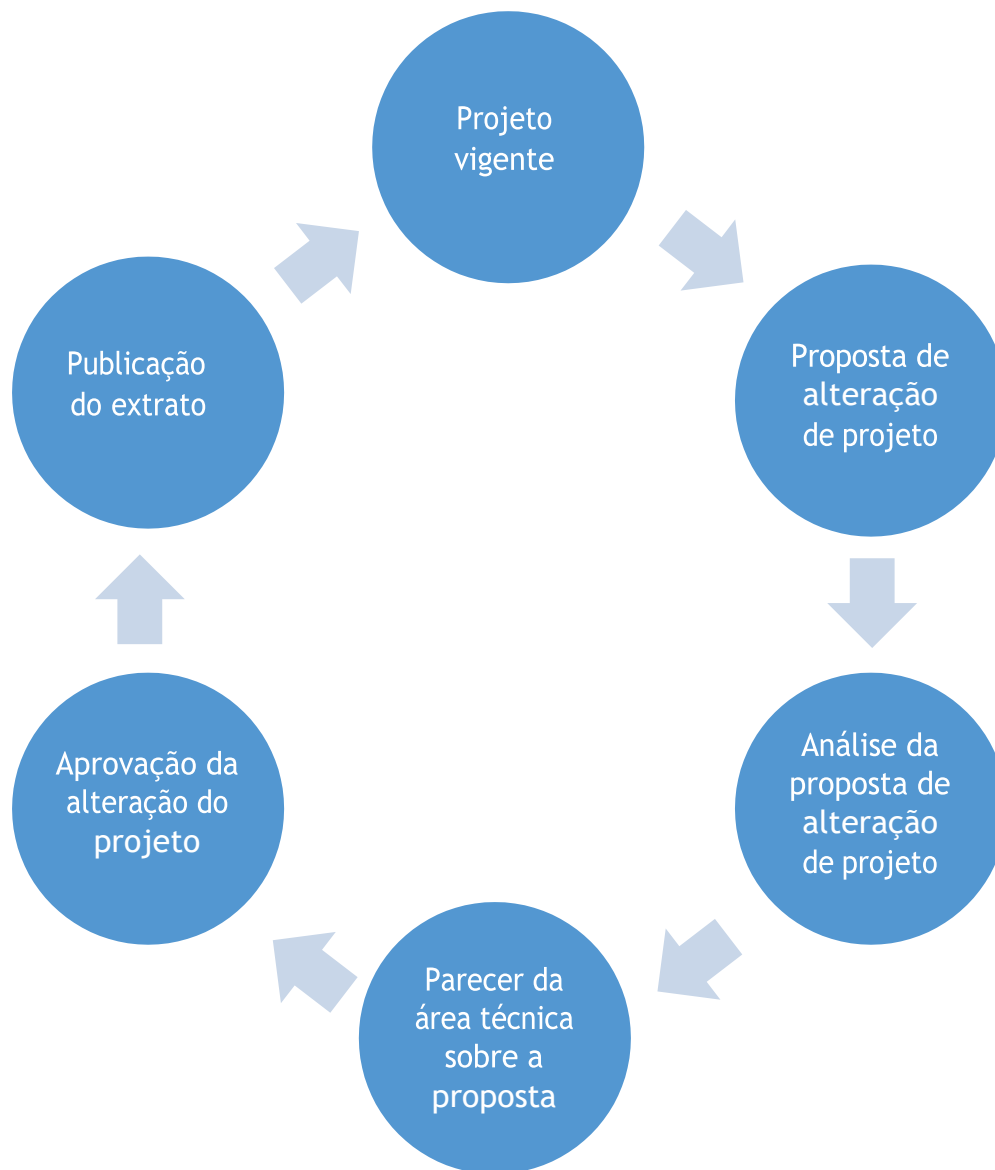 Projeto
vigente
Proposta de
alteração
de projeto
Análise da
proposta de
alteração
de projeto
Parecer da
área técnica
sobre a
proposta
Aprovação da
alteração do
projeto
Publicação
do extrato